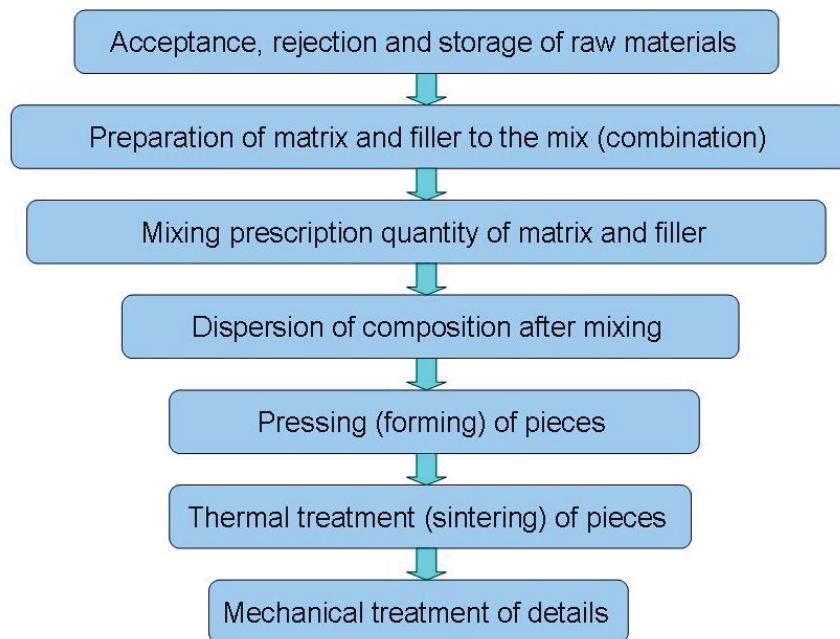 Acceptance, rejection and storage of raw materials
Preparation of matrix and filler to the mix (combination)
Mixing prescription quantity of matrix and filler
Dispersion of composition after mixing
Pressing (forming) of pieces
Thermal treatment (sintering) of pieces
Mechanical treatment of details